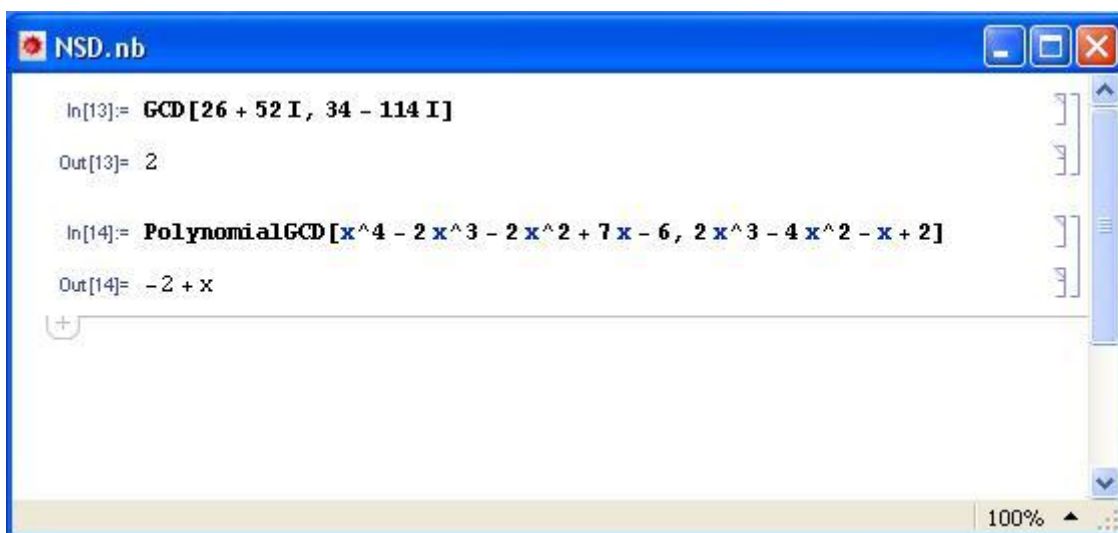 NSD.nb
In[13]:= GCD[26 + 52 I, 34 - 114 I]
Out[13]= 2
In[14]:= PolynomialGCD[x^4 - 2 x^3 - 2 x^2 + 7 x - 6, 2 x^3 - 4 x^2 - x + 2]
Out[14]= -2 + x
100%